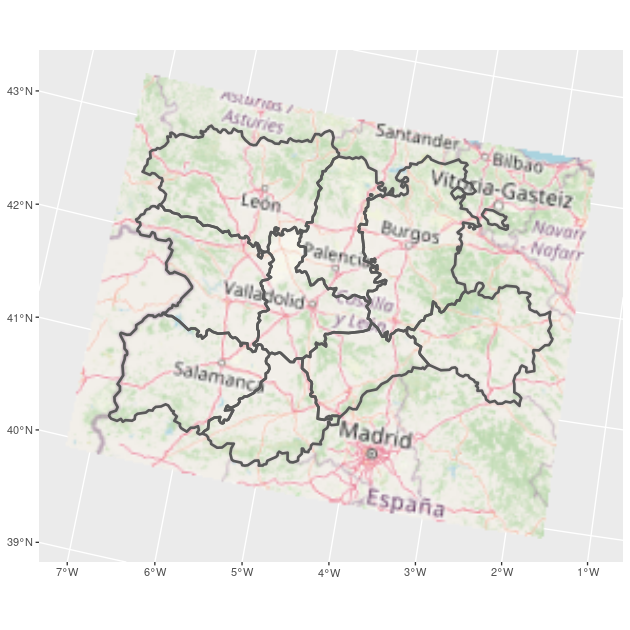 43°N
42°N
41°N
40°N
39°N
Asturias /
Asturies
Santander
Bilbao
Vitoria-Gasteiz
León
Burgos
Navarr
- Nafarr
Palencia
Valladolid
Castilla
y León
Salamanca
Madrid
España
7°W
6°W
5°W
4°W
3°W
2°W
1°W